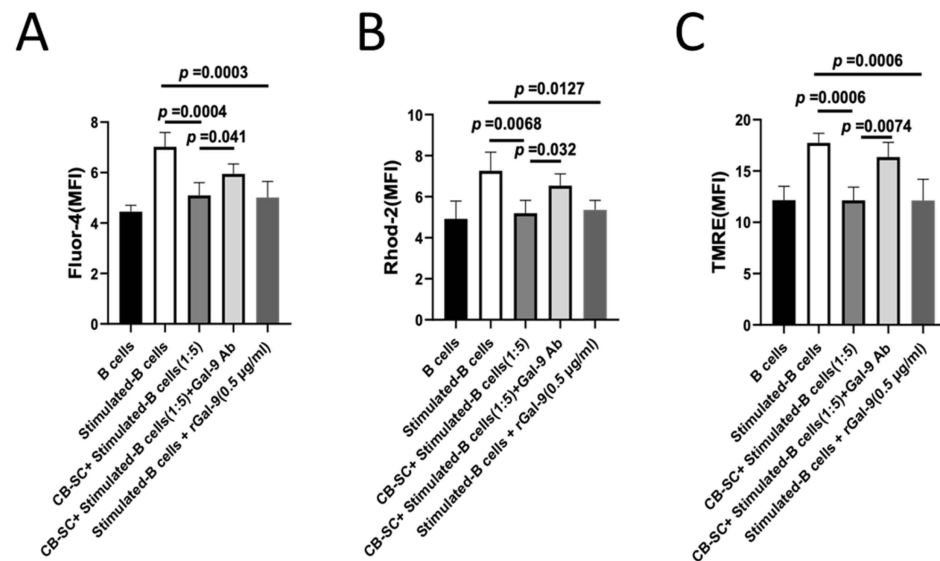 A
p =0.0003
p =0.0004
p =0.041
Fluor-4(MFI)
8
6
4
2
0
B cells
Stimulated-B cells
CB-SC+ Stimulated-B cells(1:5)
CB-SC+ Stimulated-B cells(1:5)+Gal-9 Ab
Stimulated-B cells + rGal-9(0.5 µg/ml)
B
p =0.0127
p =0.0068
p =0.032
Rhod-2(MFI)
10
8
6
4
2
0
B cells
Stimulated-B cells
CB-SC+ Stimulated-B cells(1:5)
CB-SC+ Stimulated-B cells(1:5)+Gal-9 Ab
Stimulated-B cells + rGal-9(0.5 µg/ml)
C
p =0.0006
p =0.0006
p =0.0074
TMRE(MFI)
20
15
10
5
0
B cells
Stimulated-B cells
CB-SC+ Stimulated-B cells(1:5)
CB-SC+ Stimulated-B cells(1:5)+Gal-9 Ab
Stimulated-B cells + rGal-9(0.5 µg/ml)